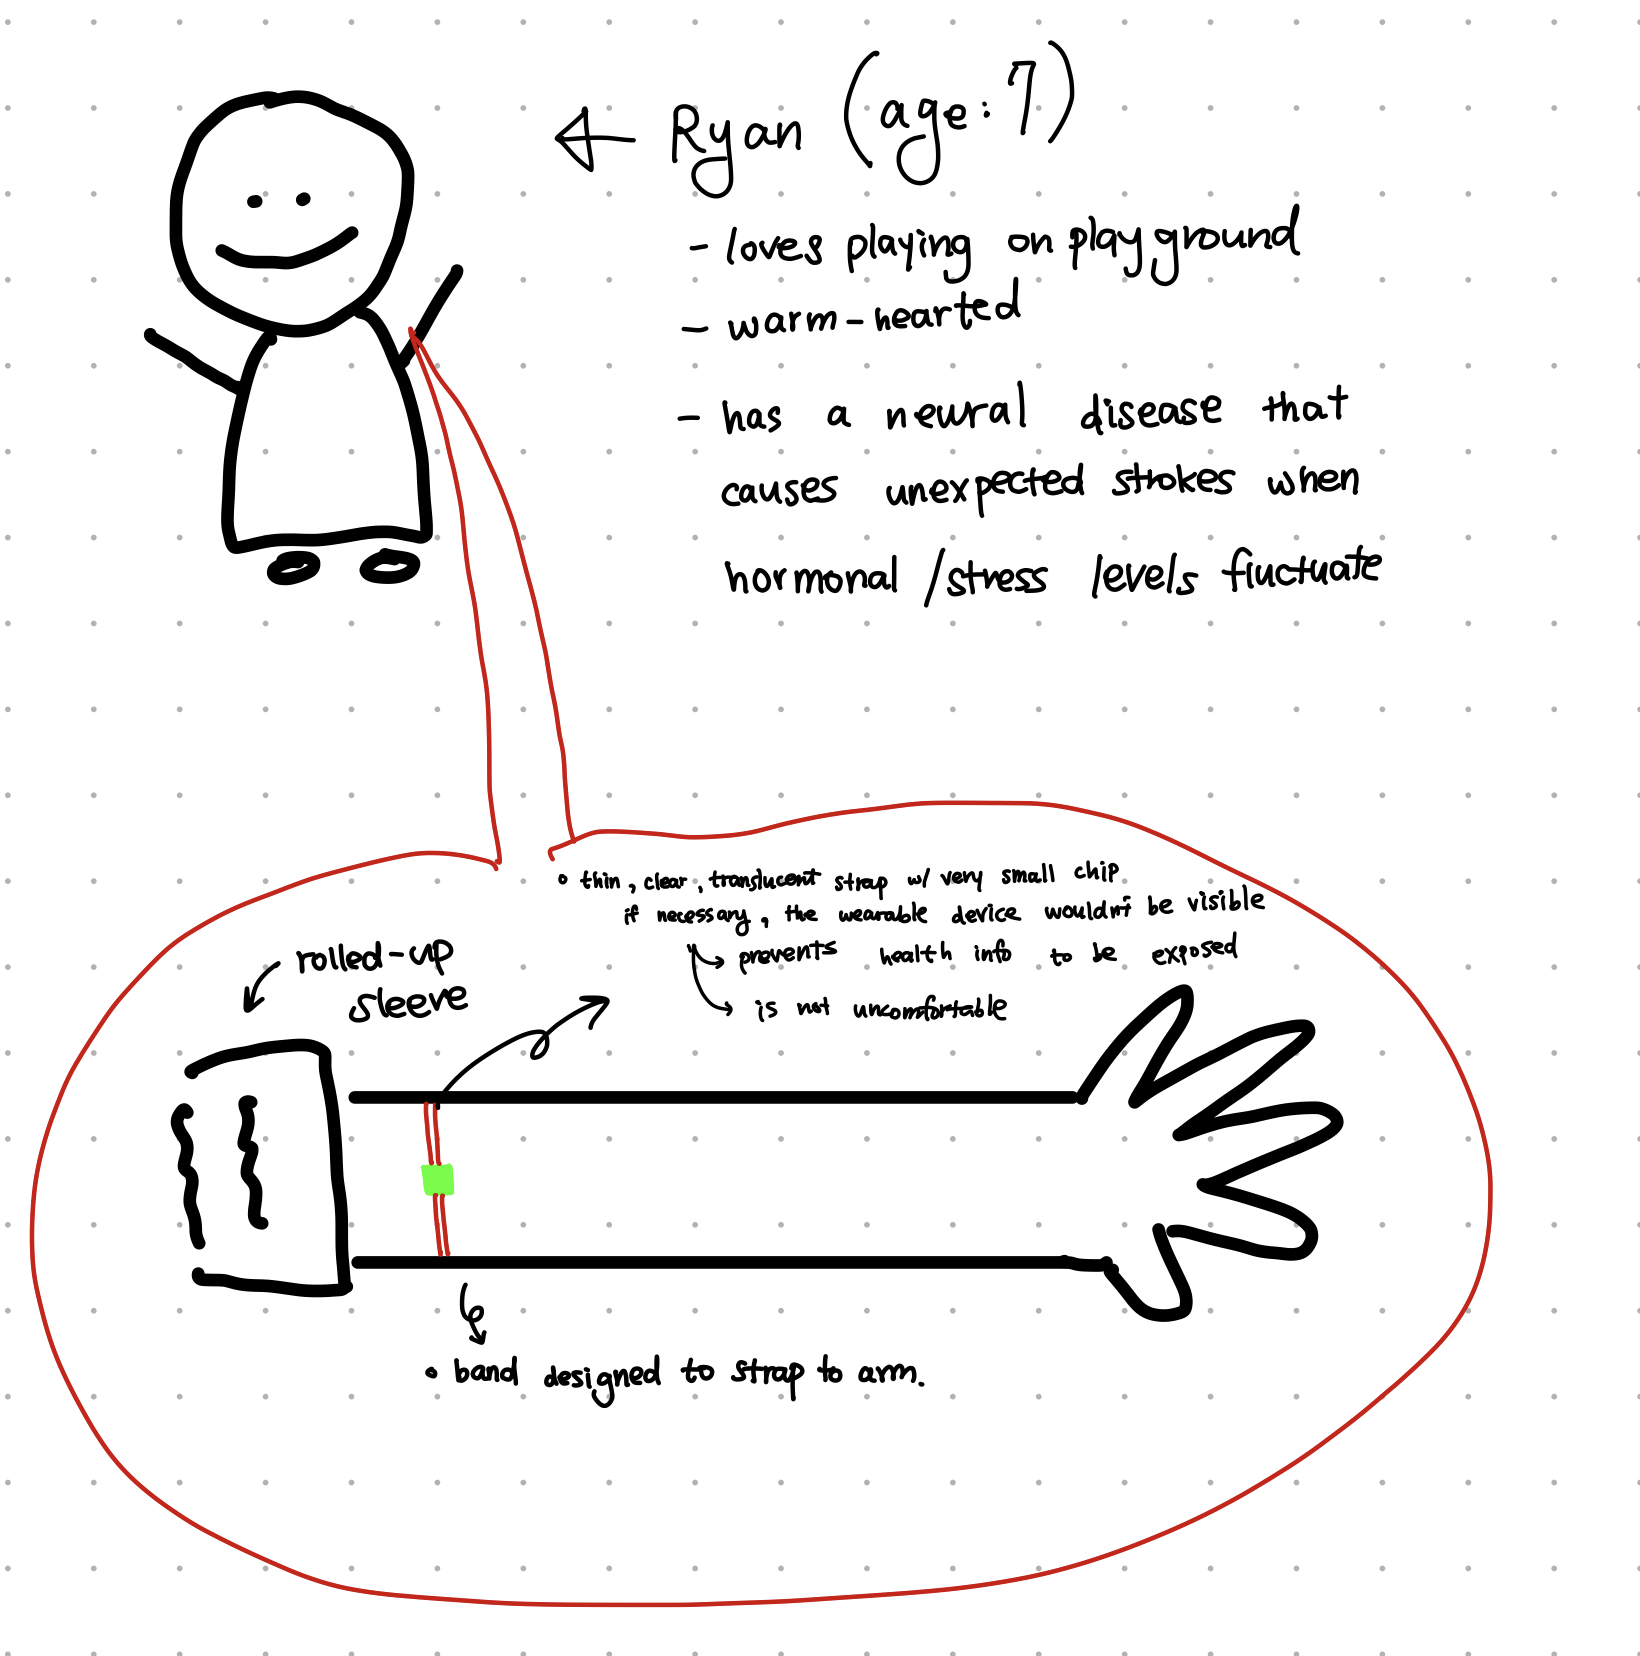 Ryan (age: 7)
- loves playing on playground
- warm-hearted
- has a neural disease that
causes unexpected strokes when
hormonal /stress levels fluctuate
• thin, clear, translucent strap w/ very small chip
if necessary, the wearable device wouldn't be visible
prevents health info to be exposed
is not uncomfortable
rolled-up
sleeve
• band designed to strap to arm.